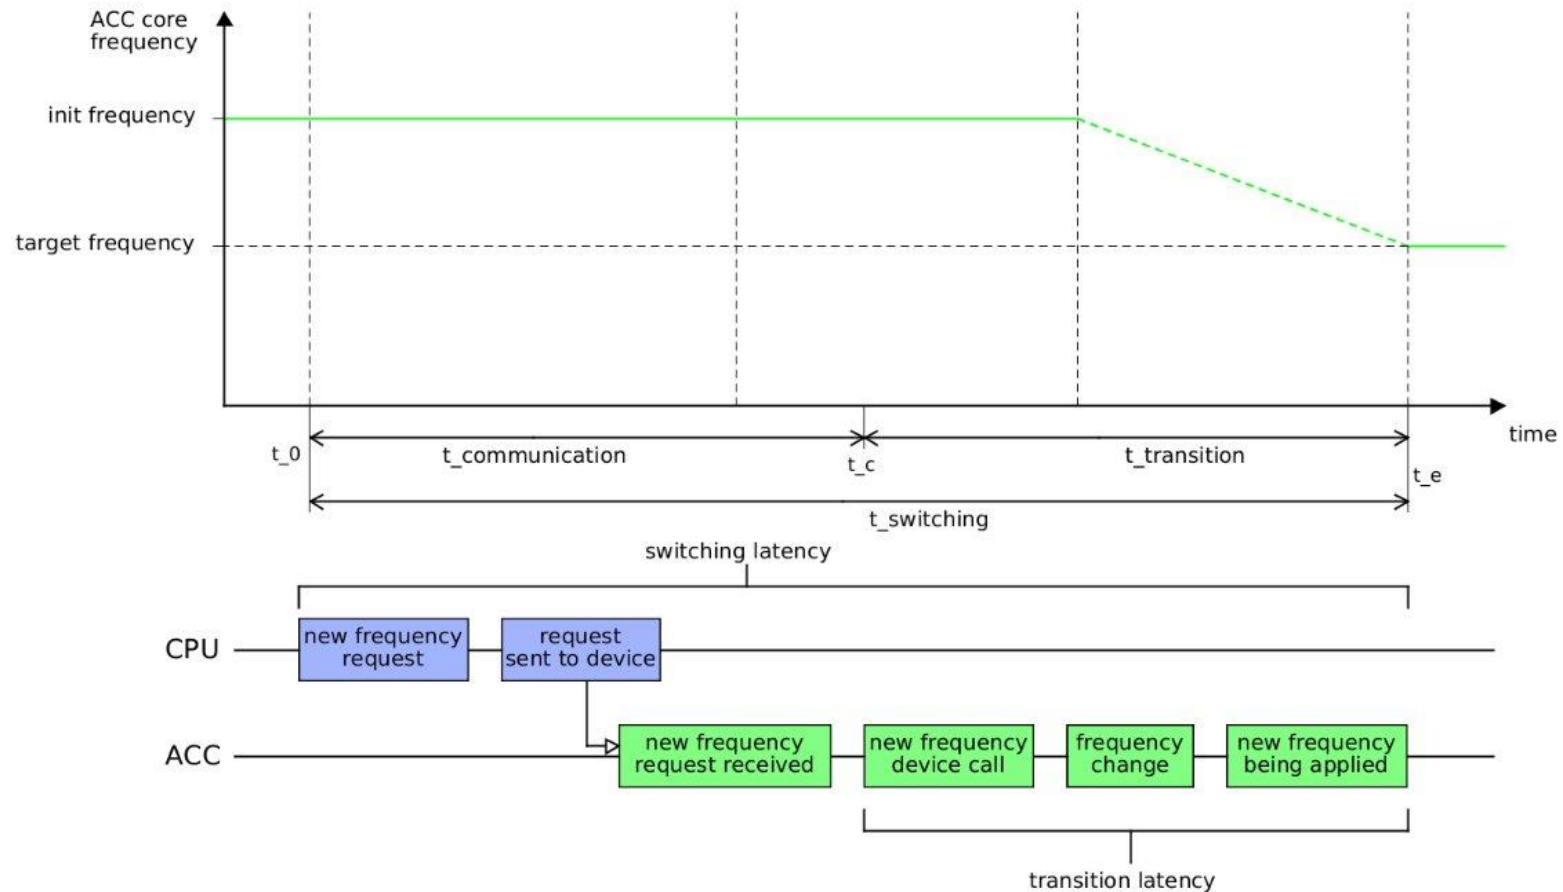 ACC core
frequency
init frequency
target frequency
time
t_0
t_communication
t_c
t_transition
t_e
t_switching
switching latency
CPU
new frequency
request
request
sent to device
ACC
new frequency
request received
new frequency
device call
frequency
change
new frequency
being applied
transition latency